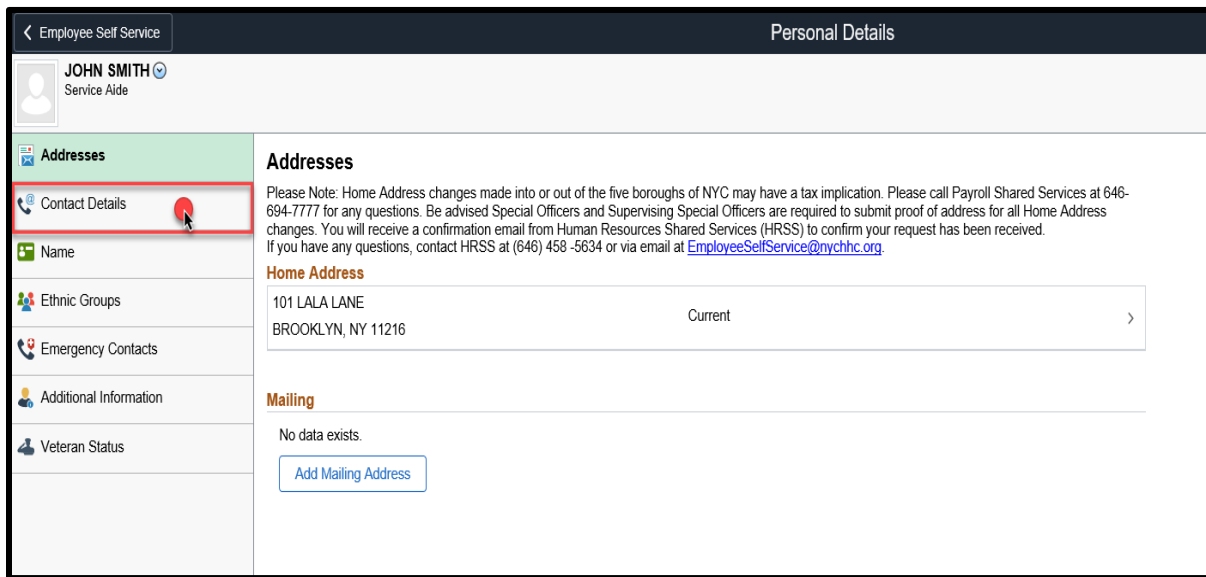 Employee Self Service
Personal Details
JOHN SMITH
Service Aide
Addresses
Contact Details
Name
Ethnic Groups
Emergency Contacts
Additional Information
Veteran Status
Addresses
Please Note: Home Address changes made into or out of the five boroughs of NYC may have a tax implication. Please call Payroll Shared Services at 646-
694-7777 for any questions. Be advised Special Officers and Supervising Special Officers are required to submit proof of address for all Home Address
changes. You will receive a confirmation email from Human Resources Shared Services (HRSS) to confirm your request has been received.
If you have any questions, contact HRSS at (646) 458 -5634 or via email at EmployeeSelfService@nychhc.org.
Home Address
101 LALA LANE
BROOKLYN, NY 11216
Current
Mailing
No data exists.
Add Mailing Address